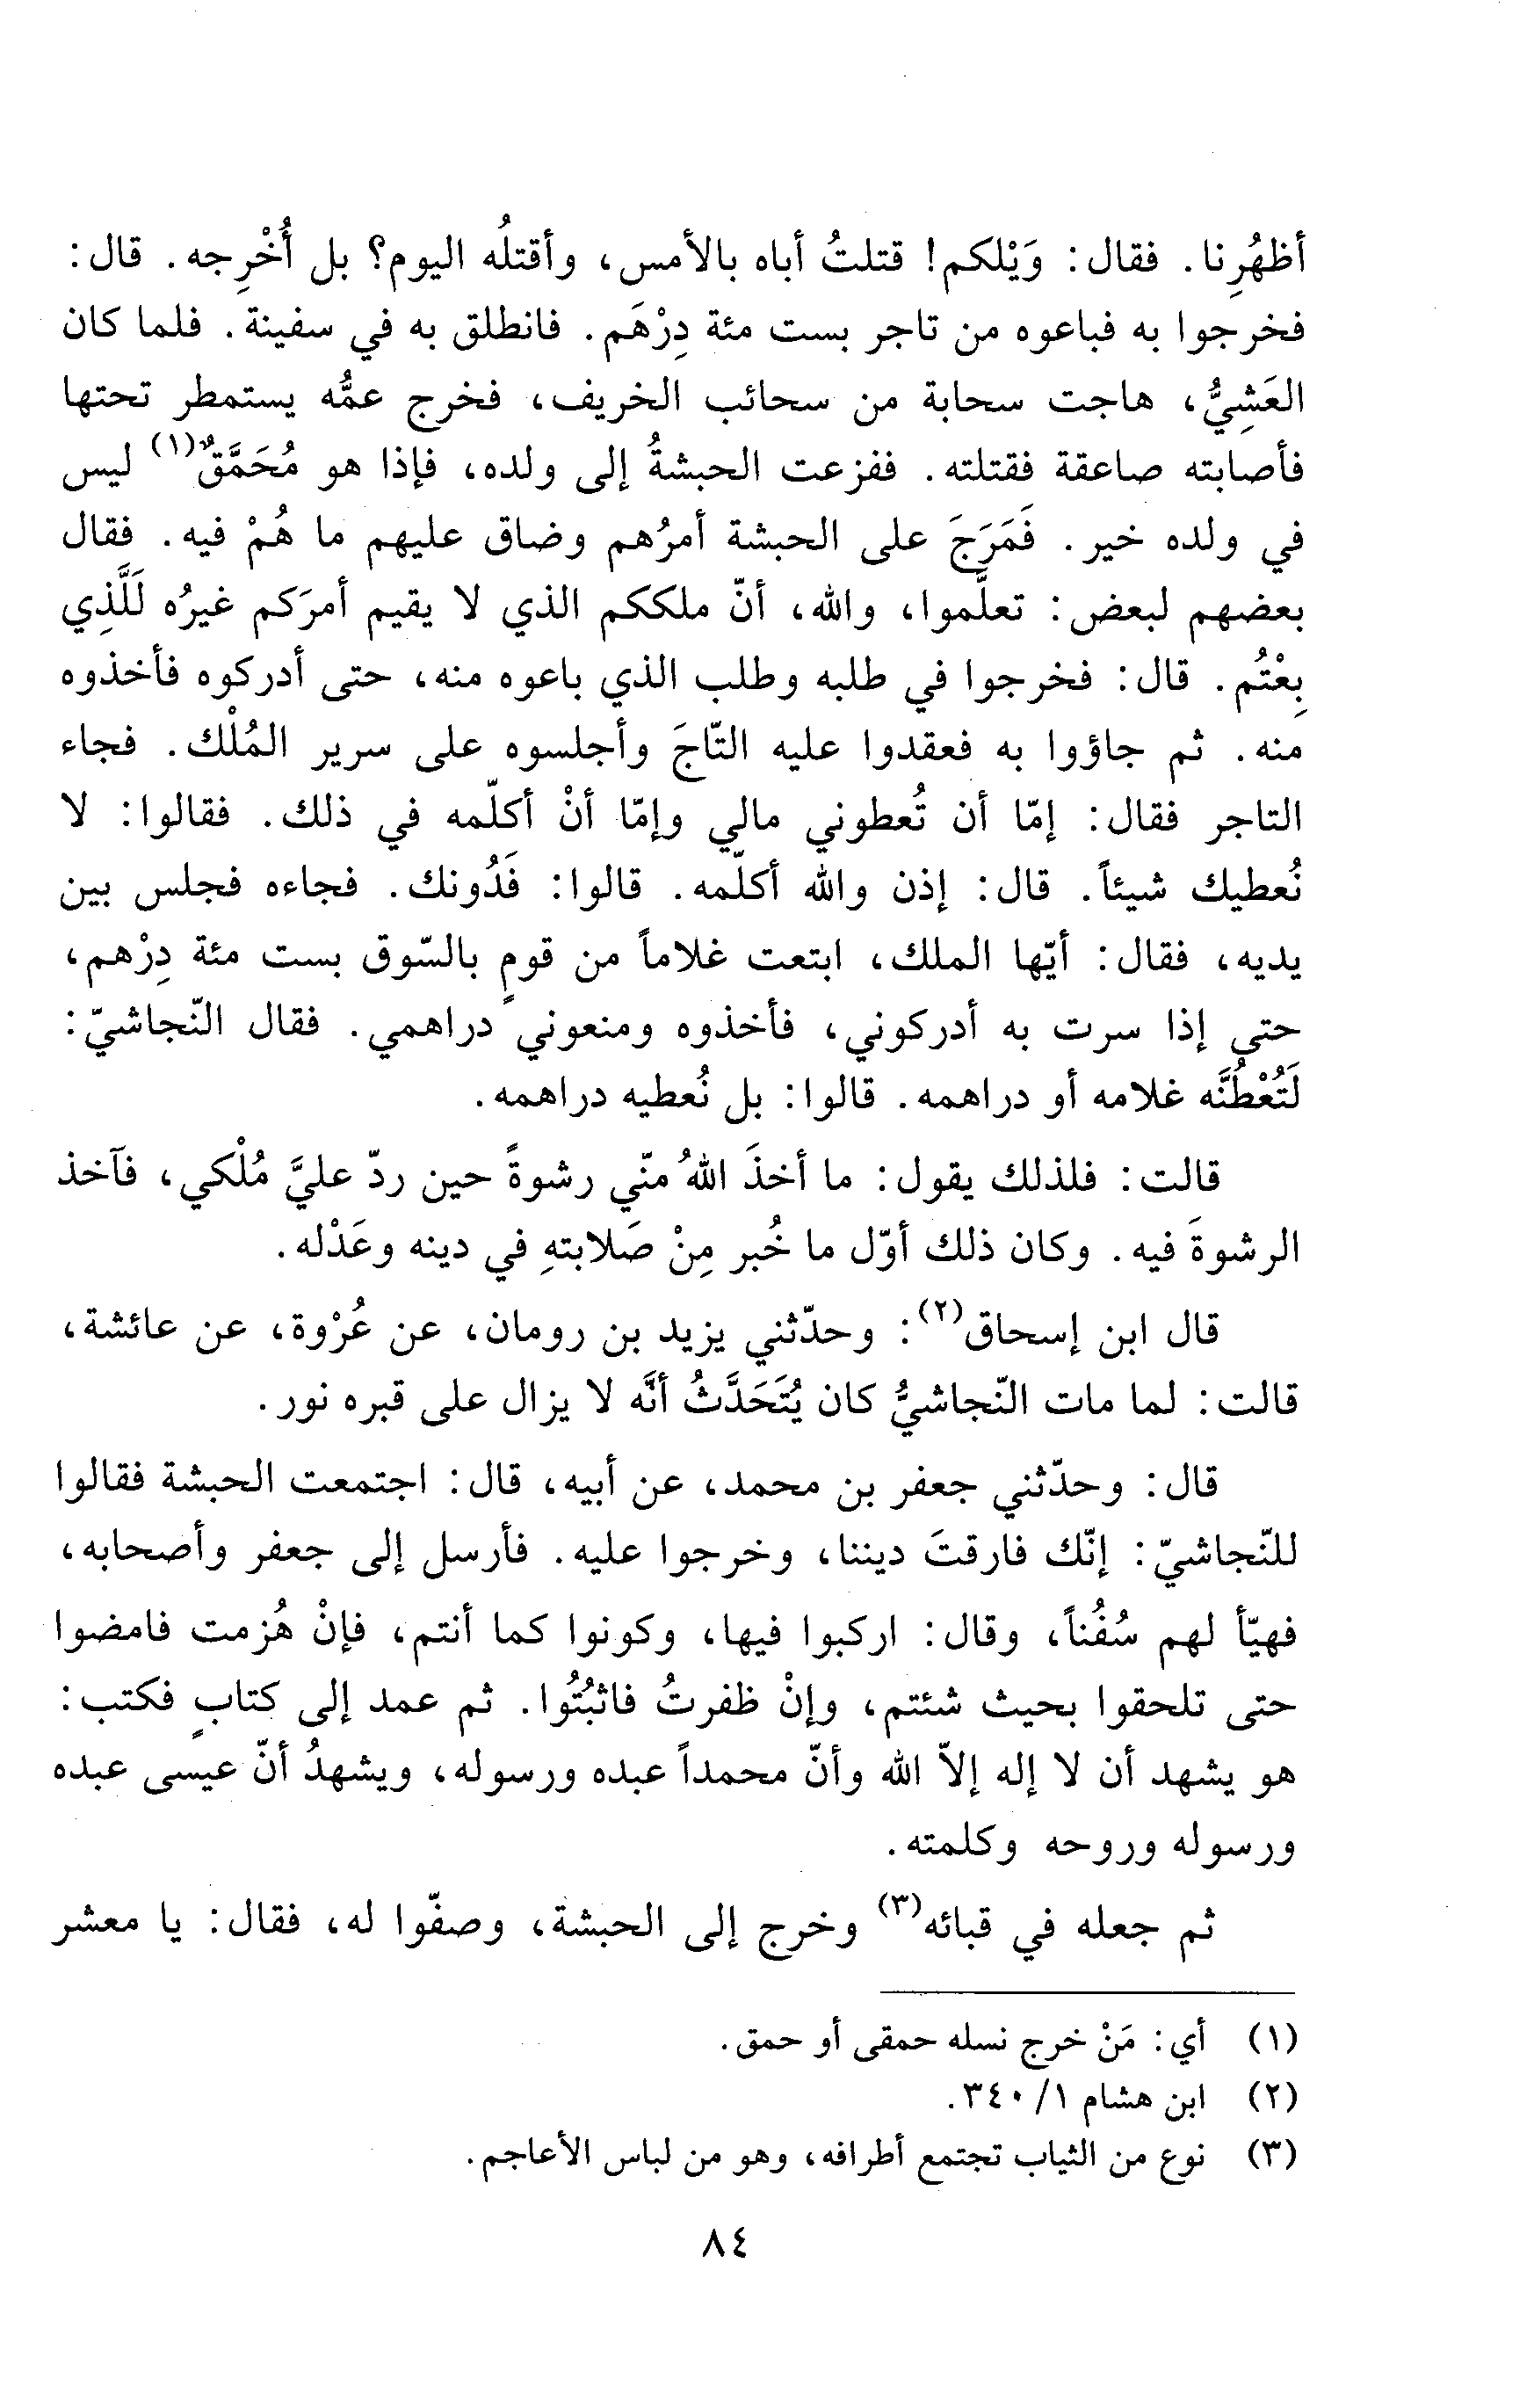 أظهُرِنا. فقال: وَيْلكم! قتلتُ أباه بالأمس، وأقتلُه اليوم؟ بل أُخْرِجه. قال:
فخرجوا به فباعوه من تاجر بست مئة دِرْهَم. فانطلق به في سفينة. فلما كان
العَشِيُّ، هاجت سحابة من سحائب الخريف، فخرج عمُّه يستمطر تحتها
فأصابته صاعقة فقتلته. ففزعت الحبشةُ إلى ولده، فإذا هو مُحَمَّقٌ(١) ليس
في ولده خير. فَمَرَجَ على الحبشة أمرُهم وضاق عليهم ما هُمْ فيه. فقال
بعضهم لبعض: تعلَّموا، والله، أنّ ملككم الذي لا يقيم أمرَكم غيرُه لَلَّذِي
بِعْتُم. قال: فخرجوا في طلبه وطلب الذي باعوه منه، حتى أدركوه فأخذوه
منه. ثم جاؤوا به فعقدوا عليه التّاجَ وأجلسوه على سرير المُلْك. فجاء
التاجر فقال: إمّا أن تُعطوني مالي وإمّا أنْ أكلّمه في ذلك. فقالوا: لا
نُعطيك شيئاً. قال: إذن والله أكلّمه. قالوا: فَدُونك. فجاءه فجلس بين
يديه، فقال: أيّها الملك، ابتعت غلاماً من قومٍ بالسّوق بست مئة دِرْهم،
حتى إذا سرت به أدركوني، فأخذوه ومنعوني دراهمي. فقال النّجاشيّ:
لَتُعْطُنَّه غلامه أو دراهمه. قالوا: بل نُعطيه دراهمه.
قالت: فلذلك يقول: ما أخذَ اللهُ منّي رشوةً حين ردّ عليَّ مُلْكي، فآخذ
الرشوةَ فيه. وكان ذلك أوّل ما خُبر مِنْ صَلابتهِ في دينه وعَدْله.
قال ابن إسحاق(٢): وحدّثني يزيد بن رومان، عن عُرْوة، عن عائشة،
قالت: لما مات النّجاشيُّ كان يُتَحَدَّثُ أنَّه لا يزال على قبره نور.
قال: وحدّثني جعفر بن محمد، عن أبيه، قال: اجتمعت الحبشة فقالوا
للنّجاشيّ: إنّك فارقتَ ديننا، وخرجوا عليه. فأرسل إلى جعفر وأصحابه،
فهيّأ لهم سُفُناً، وقال: اركبوا فيها، وكونوا كما أنتم، فإنْ هُزمت فامضوا
حتى تلحقوا بحيث شئتم، وإنْ ظفرتُ فاثبُتُوا. ثم عمد إلى كتابٍ فكتب:
هو يشهد أن لا إله إلاّ الله وأنّ محمداً عبده ورسوله، ويشهدُ أنّ عيسى عبده
ورسوله وروحه وكلمته.
ثم جعله في قبائه(٣) وخرج إلى الحبشة، وصفّوا له، فقال: يا معشر
(١) أي: مَنْ خرج نسله حمقى أو حمق.
(٢) ابن هشام ١/ ٣٤٠.
(٣) نوع من الثياب تجتمع أطرافه، وهو من لباس الأعاجم.
٨٤